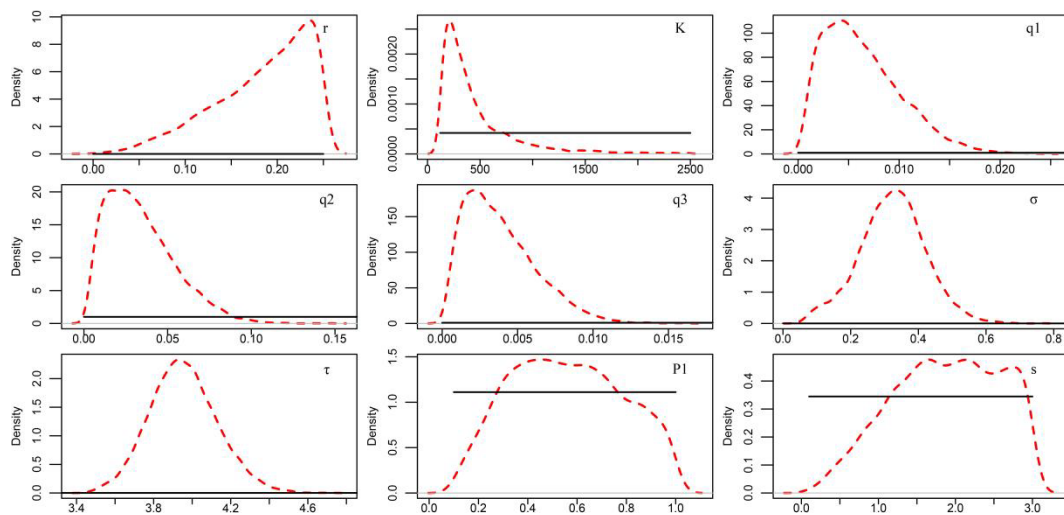 r
Density
0 2 4 6 8 10
0.00 0.10 0.20
K
Density
0.0000 0.0010 0.0020
0 500 1500 2500
q1
Density
0 20 40 60 80 100
0.000 0.010 0.020
q2
Density
0 5 10 15 20
0.00 0.05 0.10 0.15
q3
Density
0 50 100 150
0.000 0.005 0.010 0.015
σ
Density
0 1 2 3 4
0.0 0.2 0.4 0.6 0.8
τ
Density
0.0 0.5 1.0 1.5 2.0
3.4 3.8 4.2 4.6
P1
Density
0.0 0.5 1.0 1.5
0.0 0.2 0.4 0.6 0.8 1.0
s
Density
0.0 0.1 0.2 0.3 0.4
0.0 1.0 2.0 3.0